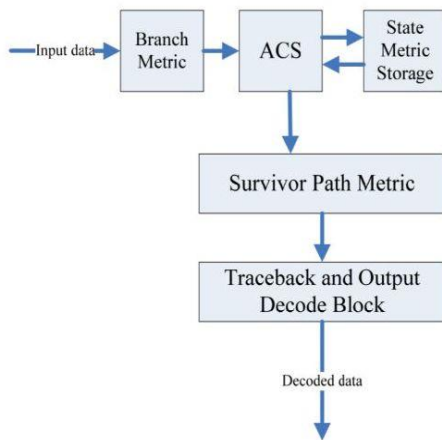 Input data
Branch
Metric
ACS
State
Metric
Storage
Survivor Path Metric
Traceback and Output
Decode Block
Decoded data